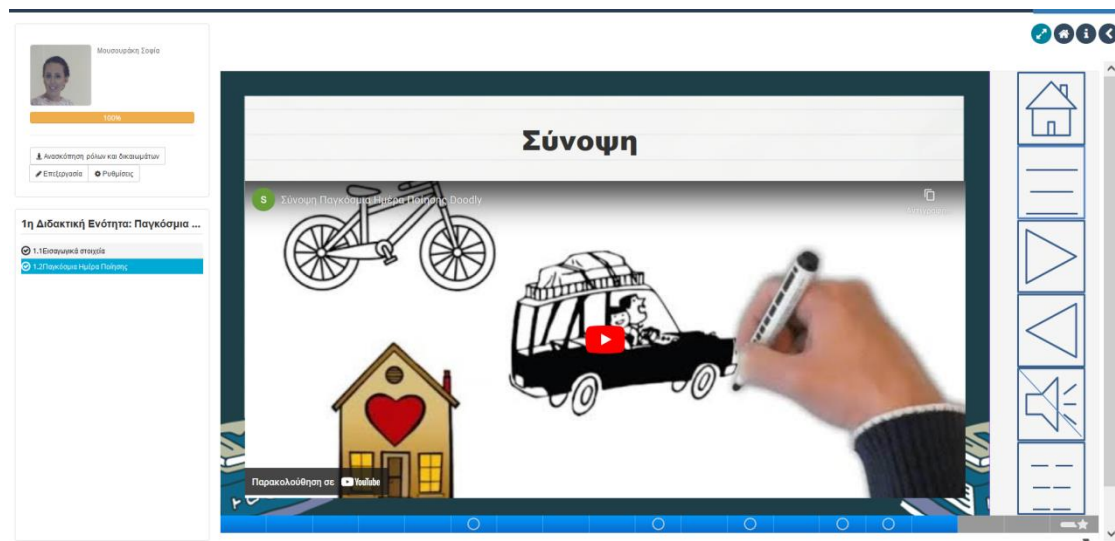 Μουσουράκη Σοφία
100%
Ανασκόπηση ρόλων και δικαιωμάτων
Επεξεργασία
Ρυθμίσεις
1η Διδακτική Ενότητα: Παγκόσμια ...
1.1Εισαγωγικά στοιχεία
1.2Παγκόσμια Ημέρα Ποίησης
Σύνοψη
S
Σύνοψη Παγκόσμια Ημέρα Ποίησης Doodly
Παρακολούθηση σε YouTube